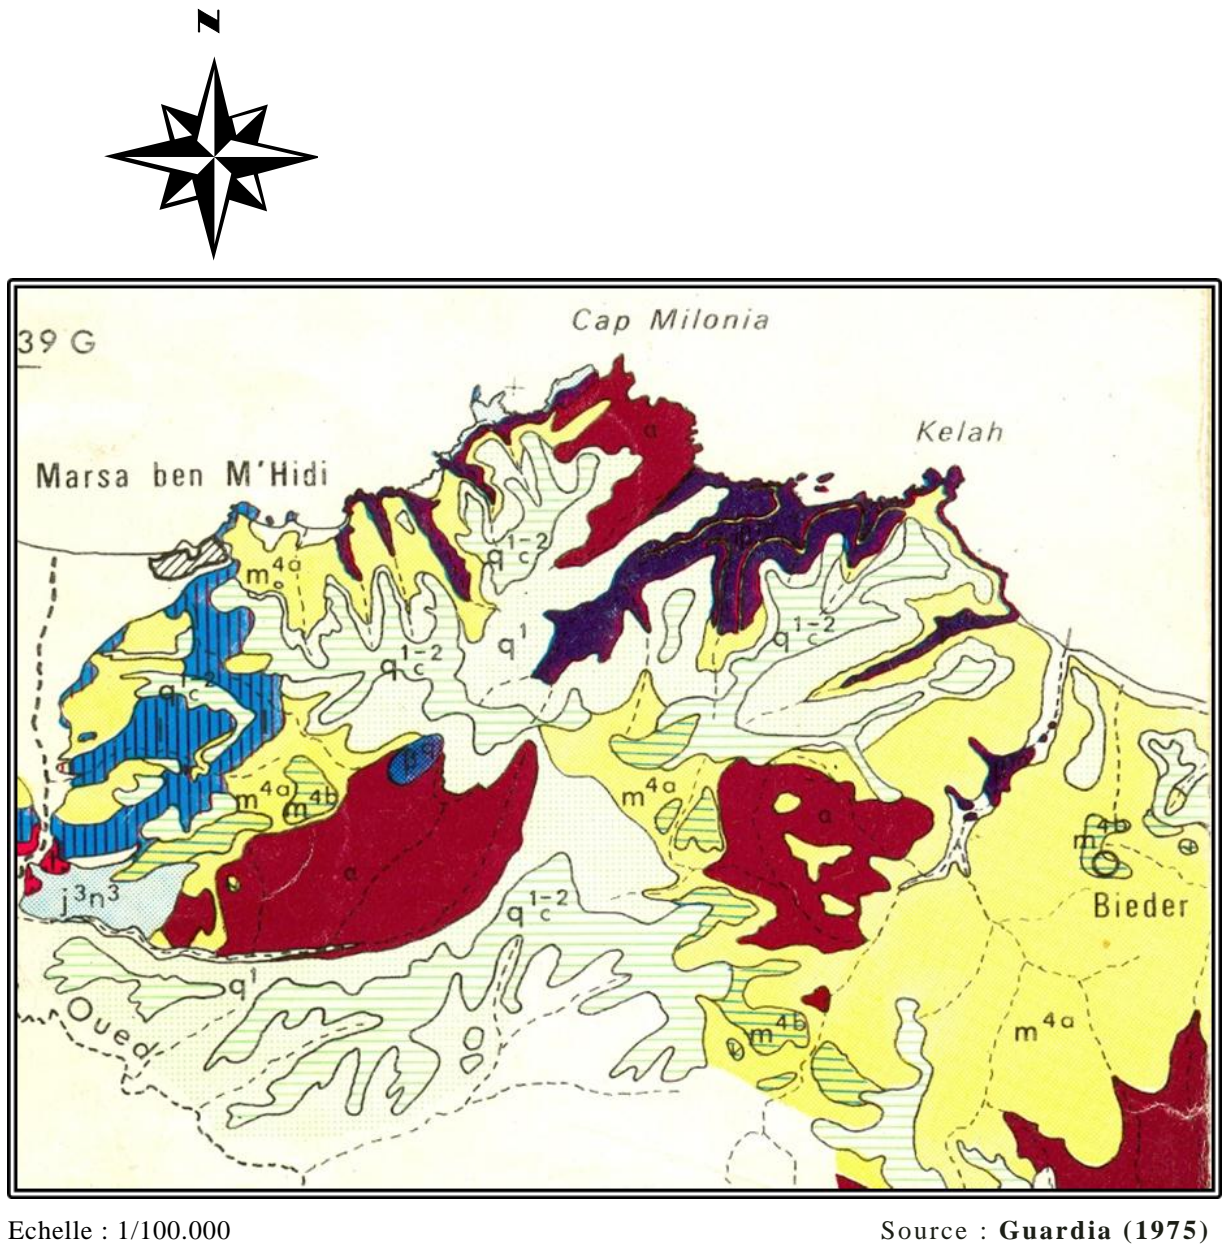 N
Cap Milonia
39 G
Kelah
Marsa ben M'Hidi
a
q¹⁻²c
m⁴ᵃ
q¹
q¹⁻²c
q¹⁻²c
q¹c
m⁴ᵃ
m⁴ᵇ
m⁴ᵃ
a
m⁴ᵇ
a
j³n³
q¹⁻²c
Bieder
q¹
Oued
m⁴ᵇ
m⁴ᵃ
Echelle : 1/100.000
Source : Guardia (1975)